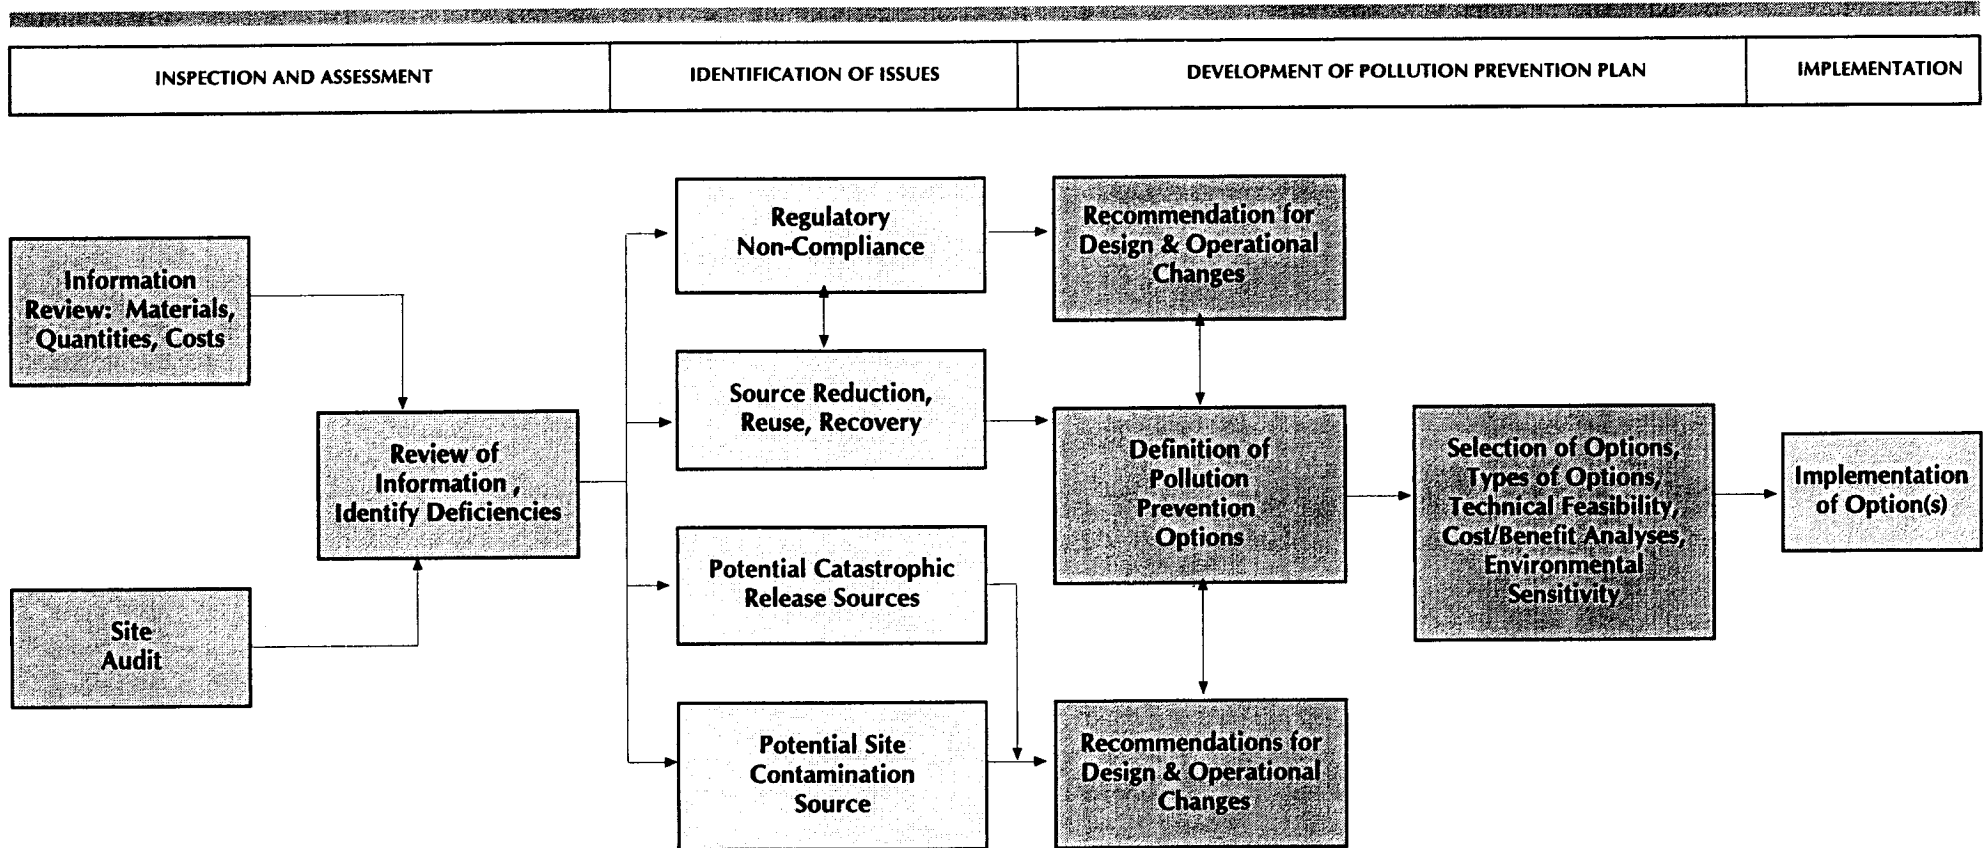 INSPECTION AND ASSESSMENT
IDENTIFICATION OF ISSUES
DEVELOPMENT OF POLLUTION PREVENTION PLAN
IMPLEMENTATION
Information
Review: Materials,
Quantities, Costs
Site
Audit
Review of
Information ,
Identify Deficiencies
Regulatory
Non-Compliance
Source Reduction,
Reuse, Recovery
Potential Catastrophic
Release Sources
Potential Site
Contamination
Source
Recommendation for
Design & Operational
Changes
Definition of
Pollution
Prevention
Options
Recommendations for
Design & Operational
Changes
Selection of Options,
Types of Options,
Technical Feasibility,
Cost/Benefit Analyses,
Environmental
Sensitivity
Implementation
of Option(s)